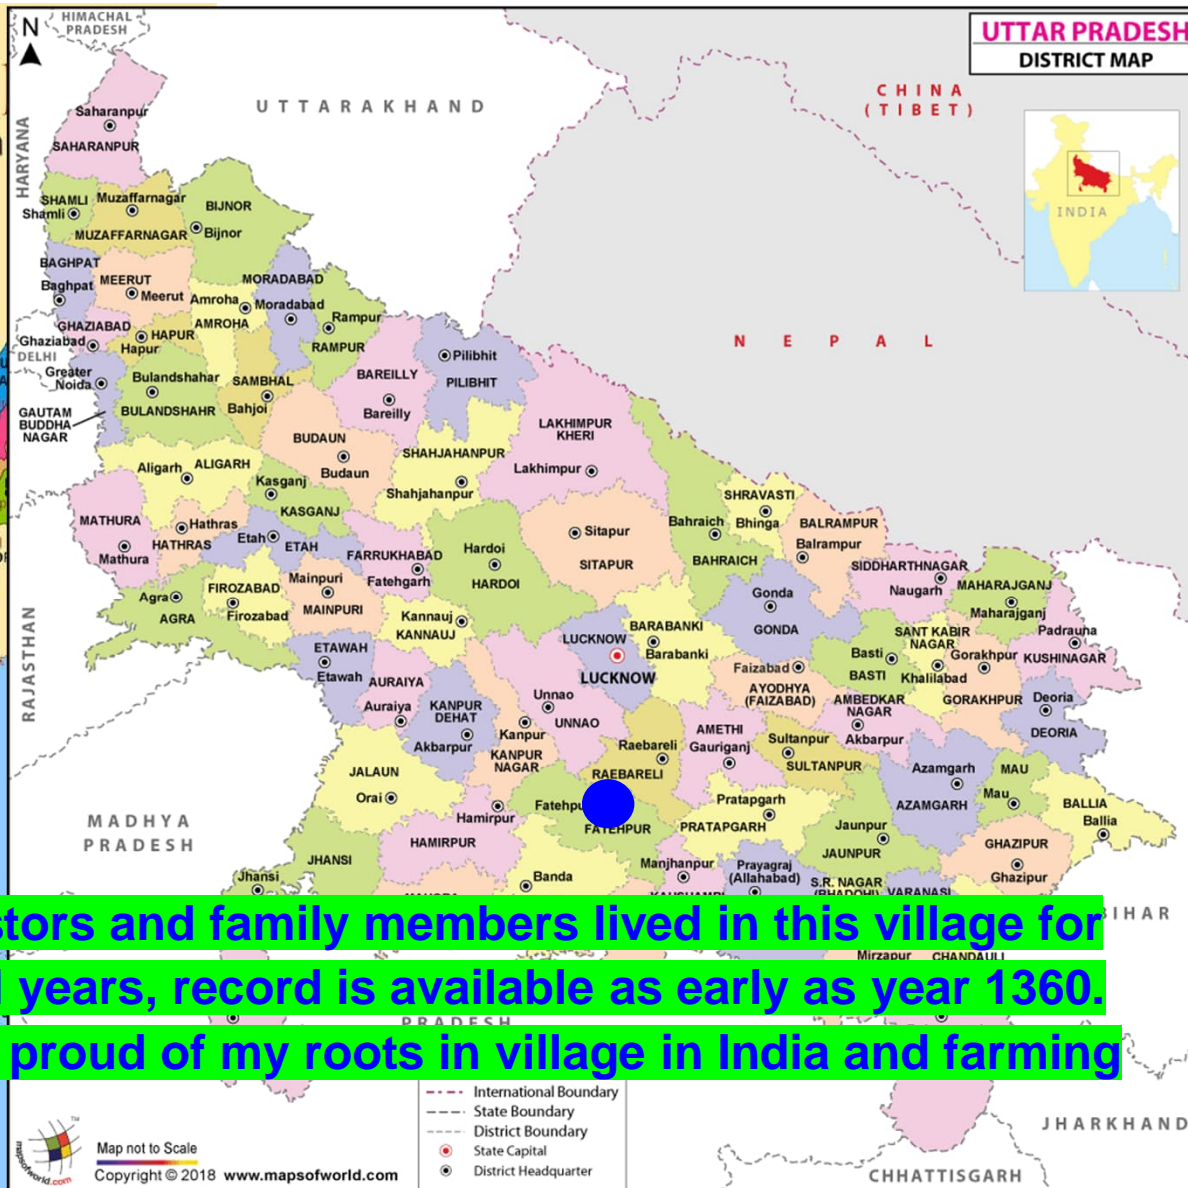 HIMACHAL
PRADESH
N
UTTAR PRADESH
DISTRICT MAP
CHINA
(TIBET)
UTTARAKHAND
HARYANA
INDIA
Saharanpur
SAHARANPUR
SHAMLI
Shamli
Muzaffarnagar
MUZAFFARNAGAR
BIJNOR
Bijnor
BAGHPAT
Baghpat
MEERUT
Meerut
MORADABAD
Moradabad
Amroha
AMROHA
Rampur
RAMPUR
GHAZIABAD
Ghaziabad
HAPUR
Hapur
DELHI
Greater
Noida
GAUTAM
BUDDHA
NAGAR
Bulandshahar
BULANDSHAHR
SAMBHAL
Bahjoi
BAREILLY
Bareilly
Pilibhit
PILIBHIT
NEPAL
BUDAUN
Budaun
SHAHJAHANPUR
Shahjahanpur
LAKHIMPUR
KHERI
Lakhimpur
Aligarh
ALIGARH
Kasganj
KASGANJ
MATHURA
Mathura
Hathras
HATHRAS
Etah
ETAH
FARRUKHABAD
Fatehgarh
Hardoi
HARDOI
Sitapur
SITAPUR
Bahraich
BAHRAICH
SHRAVASTI
Bhinga
BALRAMPUR
Balrampur
SIDDHARTHNAGAR
Naugarh
MAHARAJGANJ
Maharajganj
Agra
AGRA
FIROZABAD
Firozabad
Mainpuri
MAINPURI
Kannauj
KANNAUJ
LUCKNOW
LUCKNOW
BARABANKI
Barabanki
Gonda
GONDA
Faizabad
AYODHYA
(FAIZABAD)
Basti
BASTI
SANT KABIR
NAGAR
Khalilabad
Gorakhpur
GORAKHPUR
Padrauna
KUSHINAGAR
RAJASTHAN
ETAWAH
Etawah
AURAIYA
Auraiya
KANPUR
DEHAT
Akbarpur
Kanpur
KANPUR
NAGAR
Unnao
UNNAO
Raebareli
RAEBARELI
AMETHI
Gauriganj
Sultanpur
SULTANPUR
AMBEDKAR
NAGAR
Akbarpur
Deoria
DEORIA
Azamgarh
AZAMGARH
MAU
Mau
BALLIA
Ballia
JALAUN
Orai
Hamirpur
HAMIRPUR
Fatehpu
FATEHPUR
Pratapgarh
PRATAPGARH
Jaunpur
JAUNPUR
GHAZIPUR
Ghazipur
MADHYA
PRADESH
JHANSI
Jhansi
Banda
Manjhanpur
Prayagraj
(Allahabad)
S.R. NAGAR
(BHADOHI)
VARANASI
BIHAR
stors and family members lived in this village for
years, record is available as early as year 1360.
proud of my roots in village in India and farming
Mirzapur
CHANDAULI
PRADESH
International Boundary
State Boundary
District Boundary
State Capital
District Headquarter
JHARKHAND
CHHATTISGARH
mapsofworld.com
TM
Map not to Scale
Copyright © 2018 www.mapsofworld.com